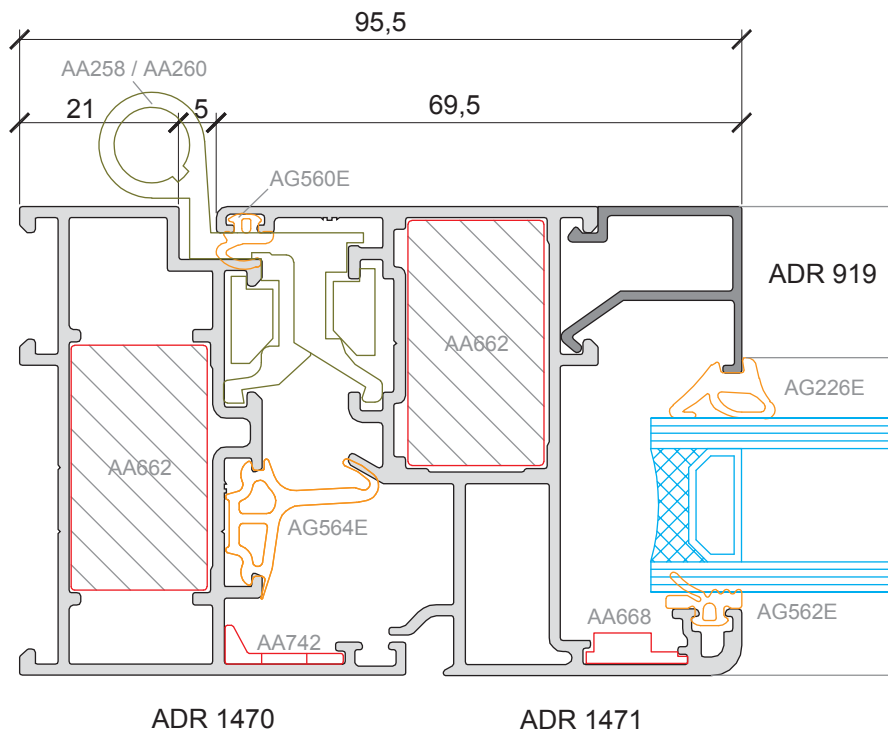 95,5
AA258 / AA260
21
5
69,5
AG560E
ADR 919
AA662
AG226E
AA662
AG564E
AA668
AG562E
AA742
ADR 1470
ADR 1471